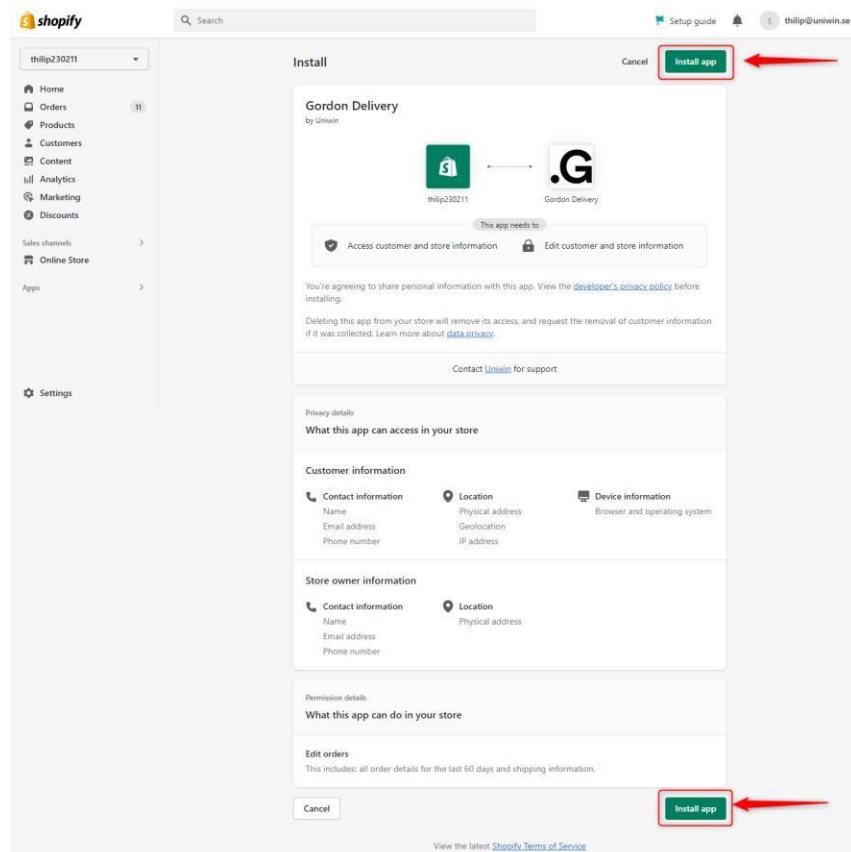 shopify
Search
Setup guide
t
thilip@uniwin.se
thilip230211
Home
Orders 11
Products
Customers
Content
Analytics
Marketing
Discounts
Sales channels
Online Store
Apps
Settings
Install
Cancel
Install app
Gordon Delivery
by Uniwin
.G
thilip230211
Gordon Delivery
This app needs to
Access customer and store information
Edit customer and store information
You're agreeing to share personal information with this app. View the developer's privacy policy before
installing.
Deleting this app from your store will remove its access, and request the removal of customer information
if it was collected. Learn more about data privacy.
Contact Uniwin for support
Privacy details
What this app can access in your store
Customer information
Contact information
Name
Email address
Phone number
Location
Physical address
Geolocation
IP address
Device information
Browser and operating system
Store owner information
Contact information
Name
Email address
Phone number
Location
Physical address
Permission details
What this app can do in your store
Edit orders
This includes: all order details for the last 60 days and shipping information.
Cancel
Install app
View the latest Shopify Terms of Service